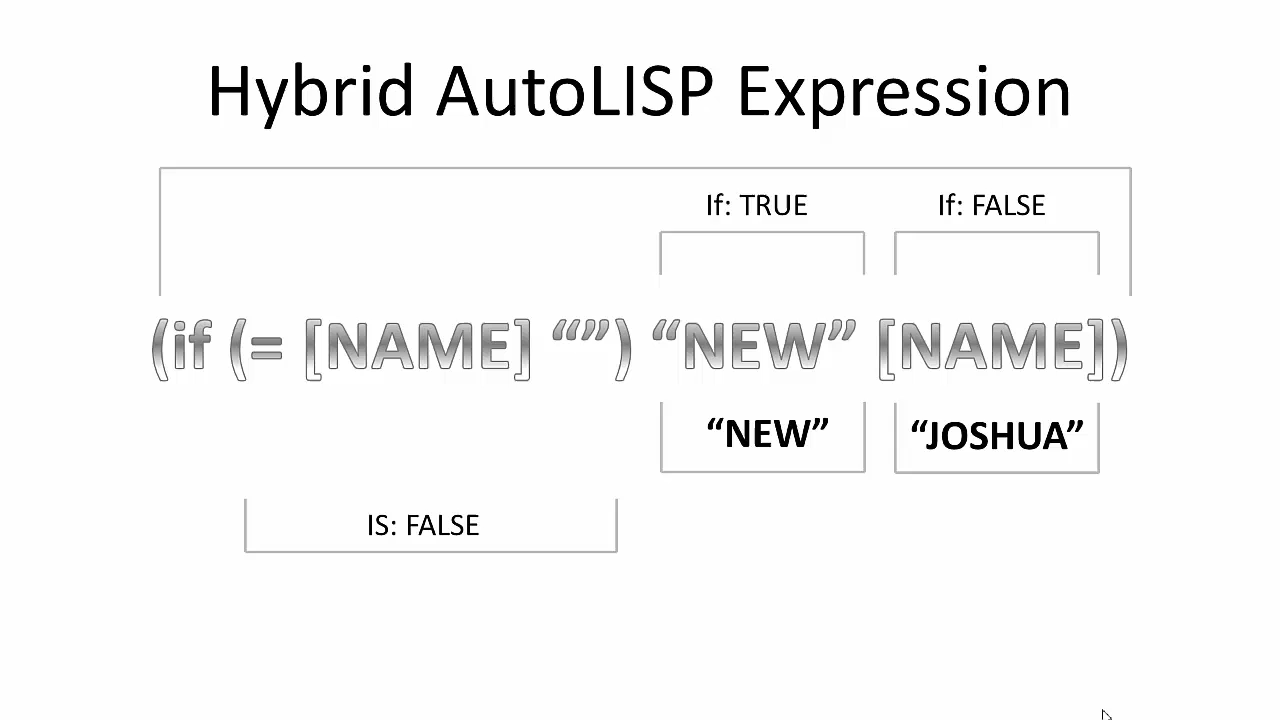 Hybrid AutoLISP Expression
If: TRUE
If: FALSE
(if (= [NAME] “”) “NEW” [NAME])
“NEW”
“JOSHUA”
IS: FALSE